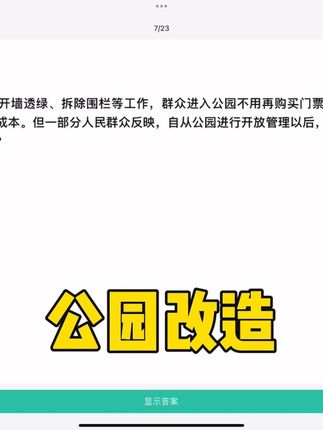 7/23
开墙透绿、拆除围栏等工作，群众进入公园不用再购买门票
成本。但一部分人民群众反映，自从公园进行开放管理以后，
公园改造
显示答案